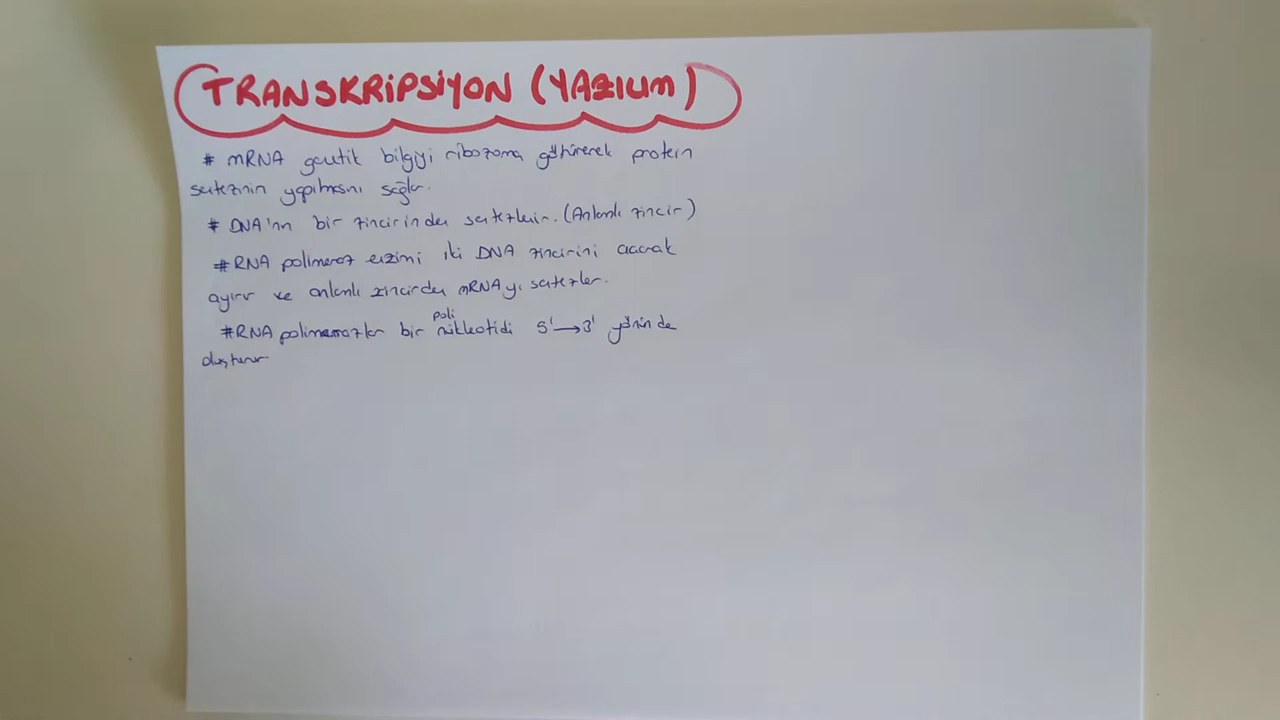 TRANSKRİPSİYON (YAZILIM)
# mRNA genetik bilgiyi ribozoma götürerek protein
sentezinin yapılmasını sağlar.
# DNA'nın bir zincirinden sentezlenir. (Anlamlı zincir)
#RNA polimeraz enzimi iki DNA zincirini açarak
ayırır ve anlamlı zincirden mRNA yı sentezler.
#RNA polimerazlar bir poli nükleotidi 5'→3' yönünde
oluşturur